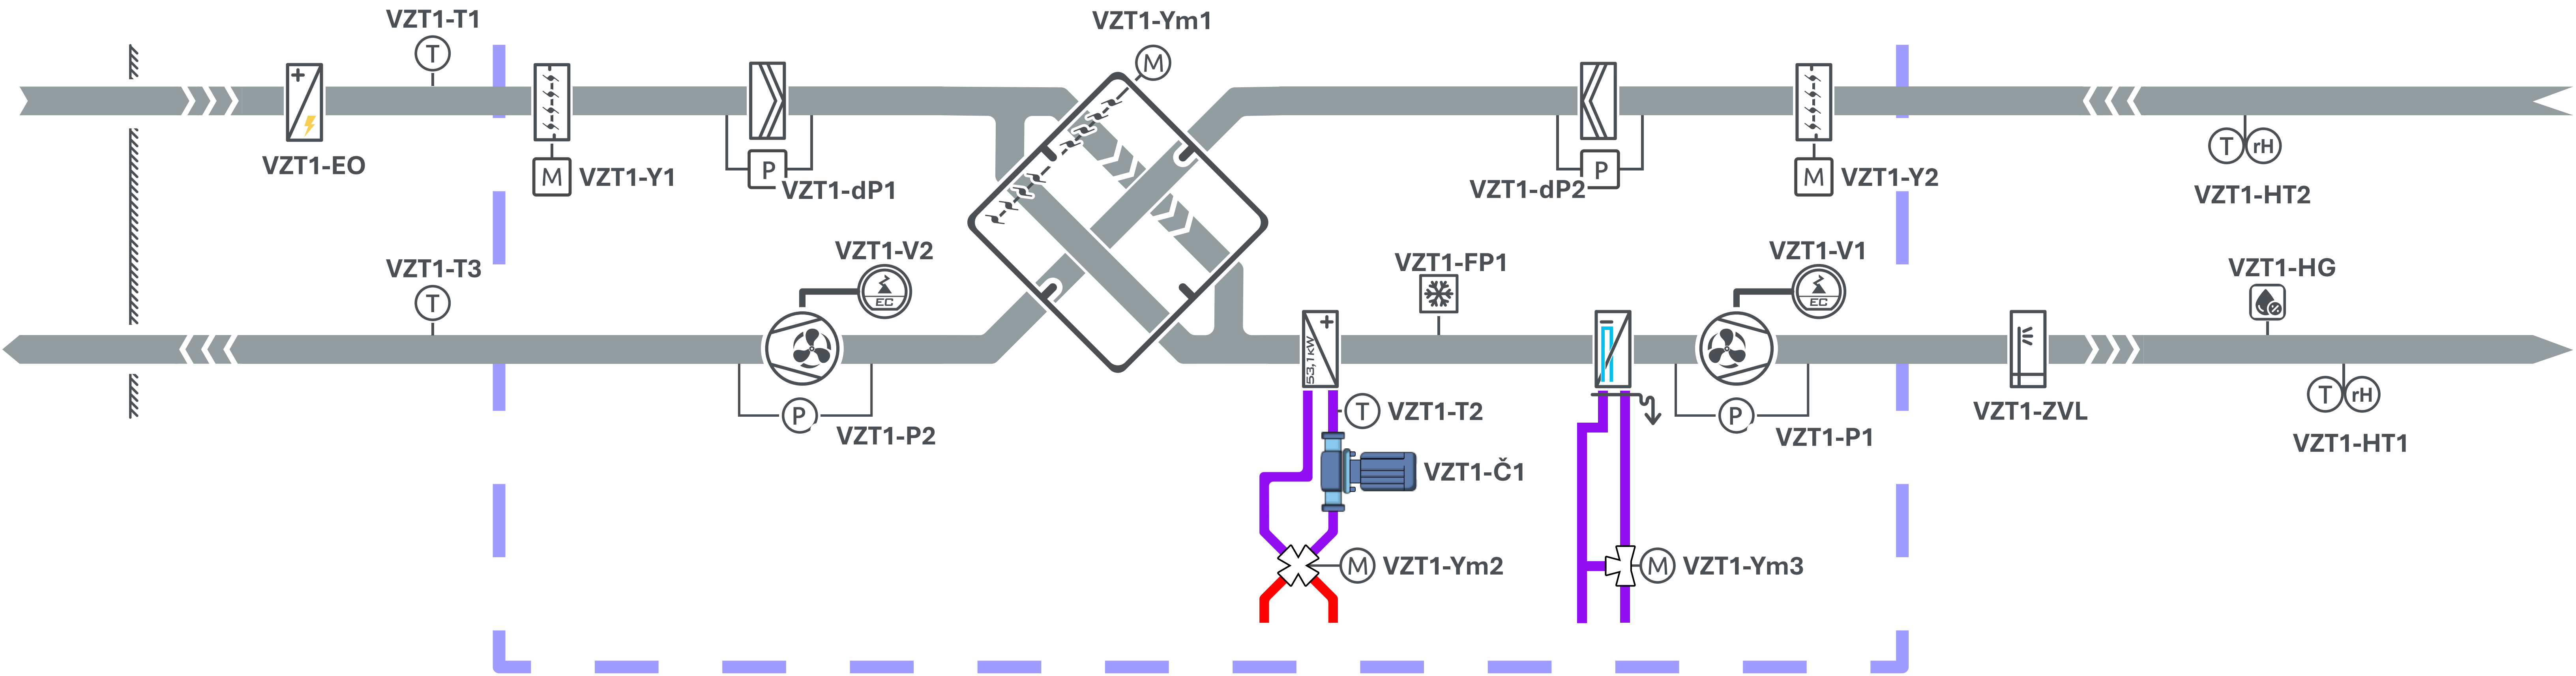 VZT1-T1
T
VZT1-Ym1
M
+
VZT1-EO
M
VZT1-Y1
P
VZT1-dP1
P
VZT1-dP2
M
VZT1-Y2
T
rH
VZT1-HT2
VZT1-T3
T
VZT1-V2
EC
VZT1-FP1
VZT1-V1
EC
VZT1-HG
%
P
VZT1-P2
+
53,1kW
T
VZT1-T2
P
VZT1-P1
VZT1-ZVL
T
rH
VZT1-HT1
VZT1-Č1
M
VZT1-Ym2
M
VZT1-Ym3